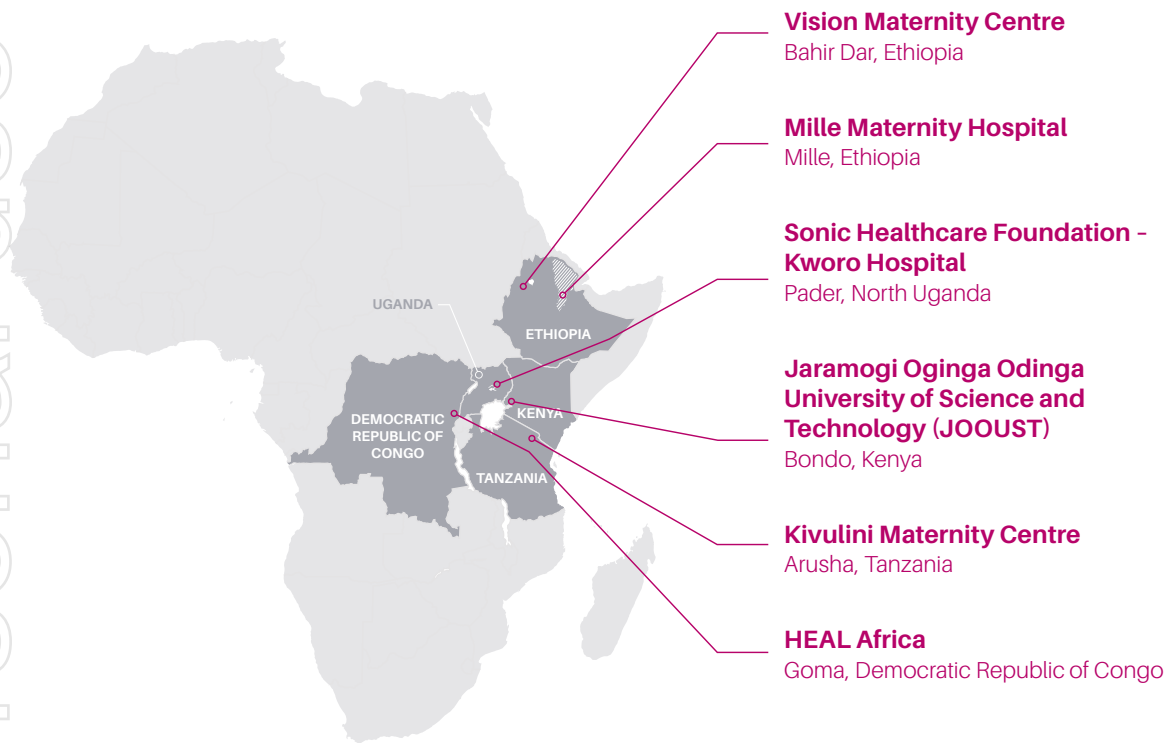 Vision Maternity Centre
Bahir Dar, Ethiopia
Mille Maternity Hospital
Mille, Ethiopia
Sonic Healthcare Foundation –
Kworo Hospital
Pader, North Uganda
Jaramogi Oginga Odinga
University of Science and
Technology (JOOUST)
Bondo, Kenya
Kivulini Maternity Centre
Arusha, Tanzania
HEAL Africa
Goma, Democratic Republic of Congo
UGANDA
ETHIOPIA
DEMOCRATIC
REPUBLIC OF
CONGO
KENYA
TANZANIA